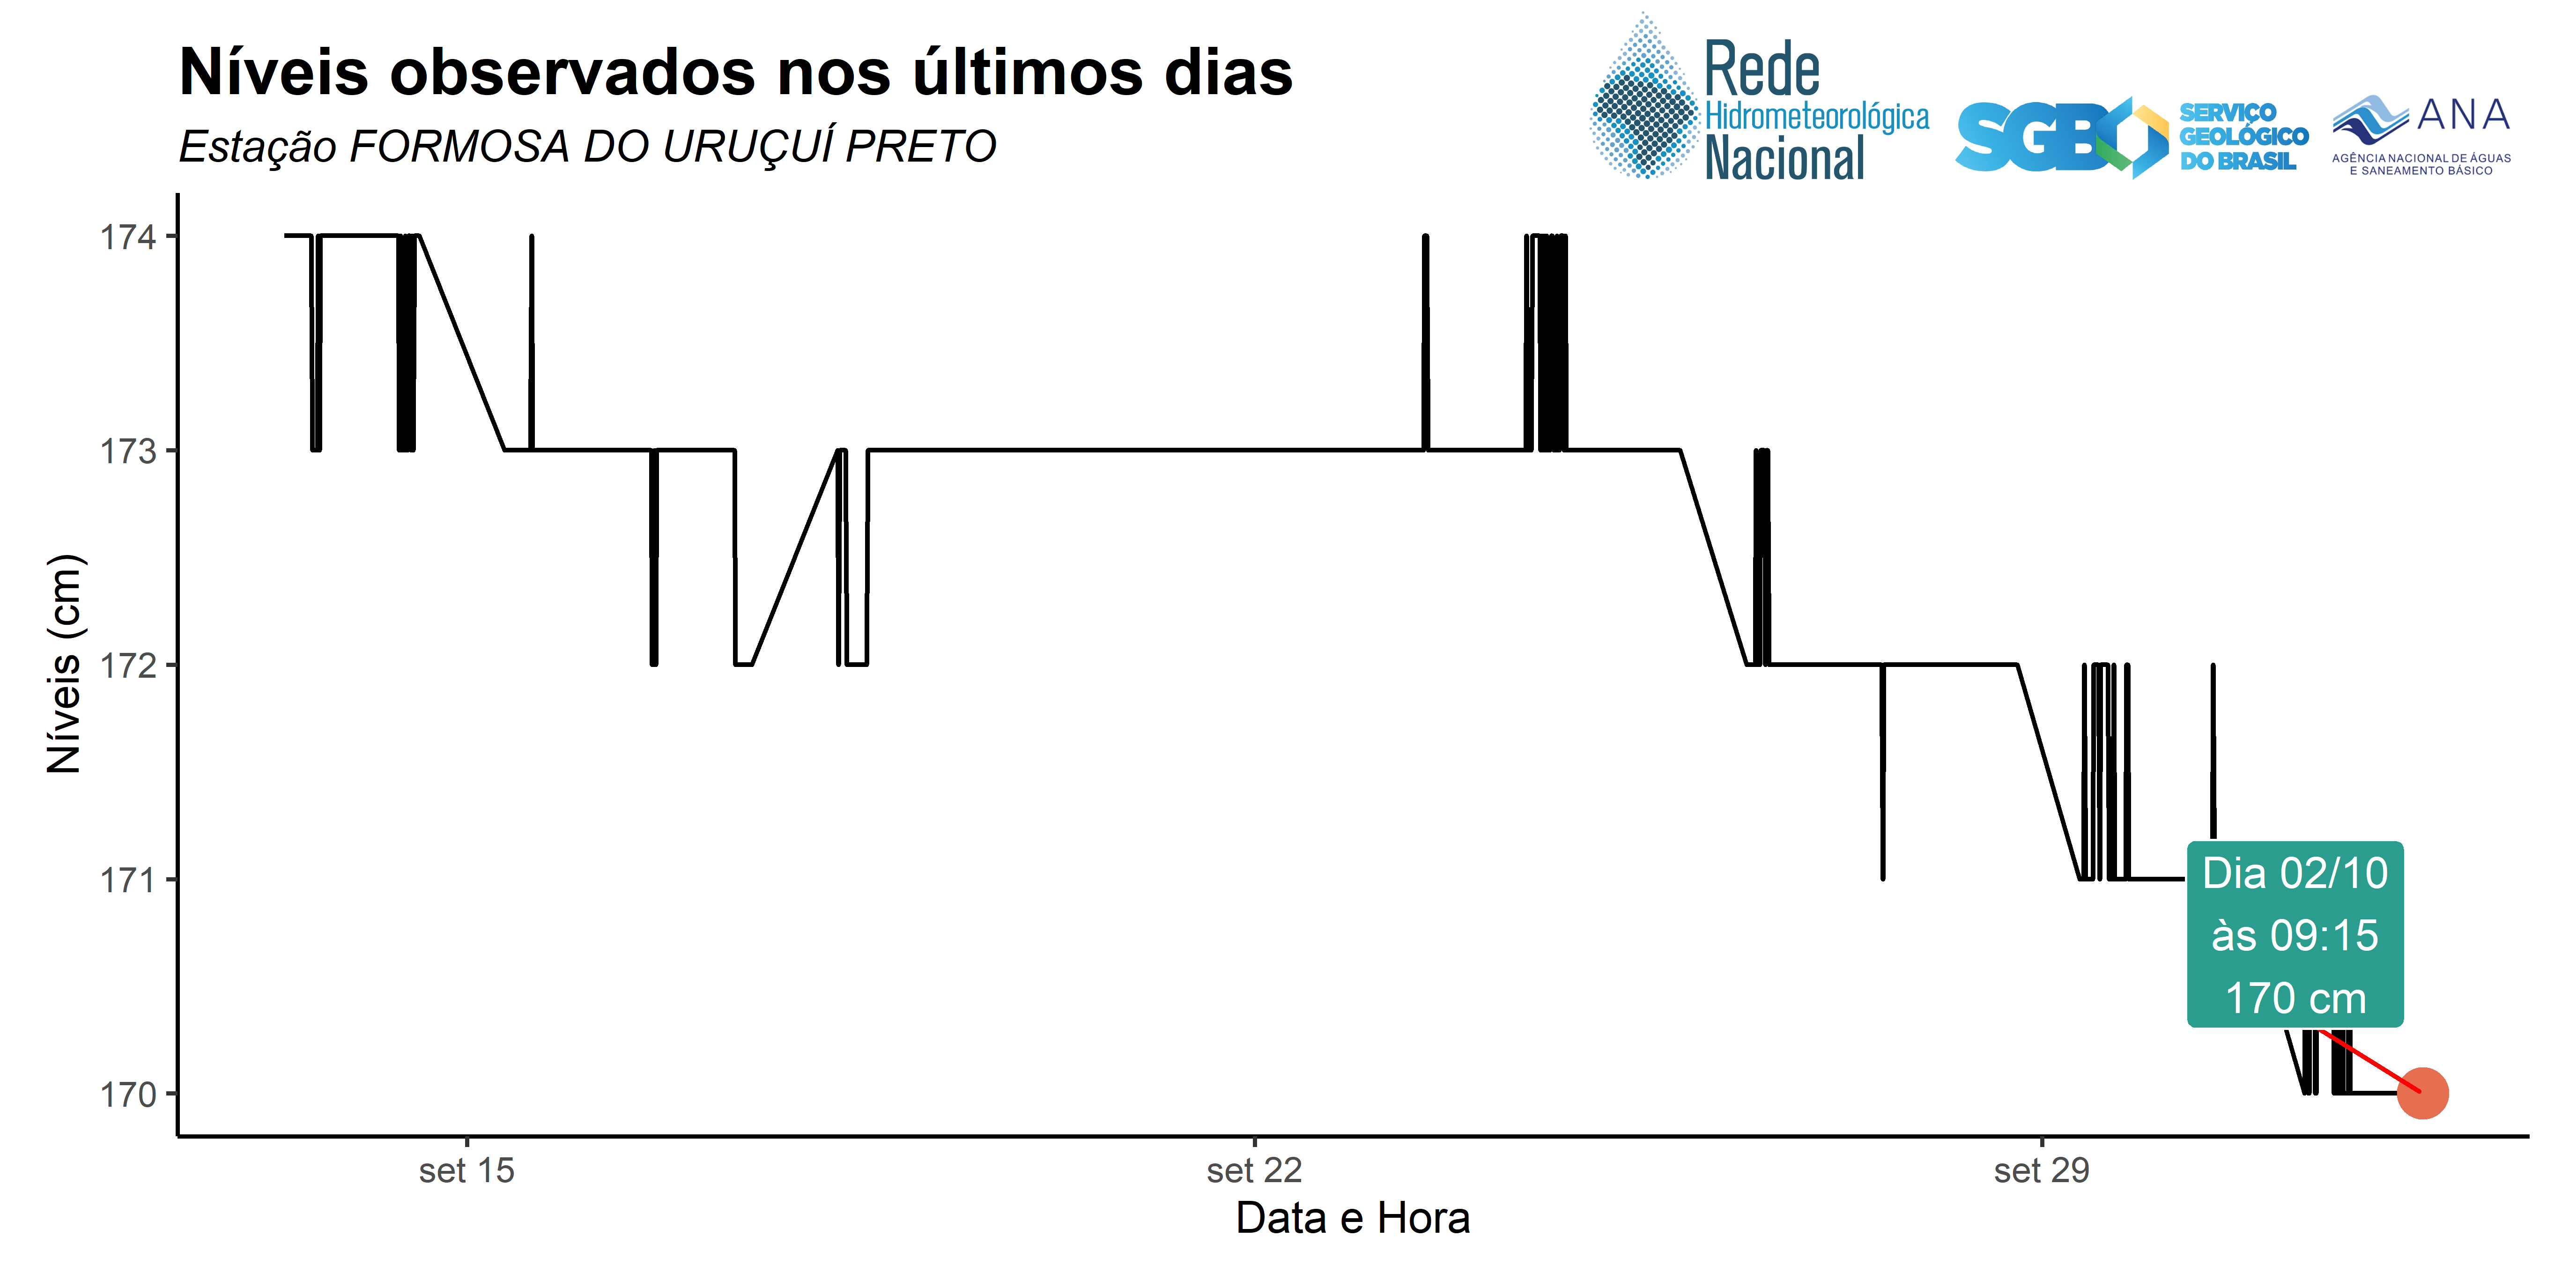 Níveis observados nos últimos dias
Estação FORMOSA DO URUÇUÍ PRETO
Rede
Hidrometeorológica
Nacional
SGB
SERVIÇO
GEOLÓGICO
DO BRASIL
ANA
AGÊNCIA NACIONAL DE ÁGUAS
E SANEAMENTO BÁSICO
Níveis (cm)
174
173
172
171
170
Dia 02/10
às 09:15
170 cm
set 15
set 22
set 29
Data e Hora